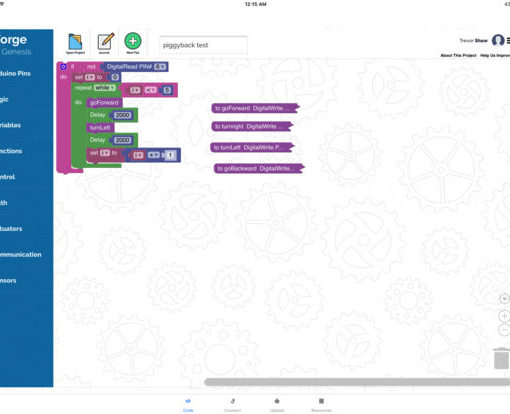 12:15 AM
43
orge
Genesis
Open Project
Journal
New File
piggyback test
Trevor Shaw
About This Project Help Us Improv
duino Pins
gic
riables
nctions
ntrol
th
tuators
mmunication
nsors
if not DigitalRead PIN# 6
do set i to 0
repeat while i < 5
do goForward
Delay 2000
turnLeft
Delay 2000
set i to i + 1
to goForward DigitalWrite ...
to turnright DigitalWrite ...
to turnLeft DigitalWrite P...
to goBackward DigitalWrite...
Code
Connect
Upload
Resources